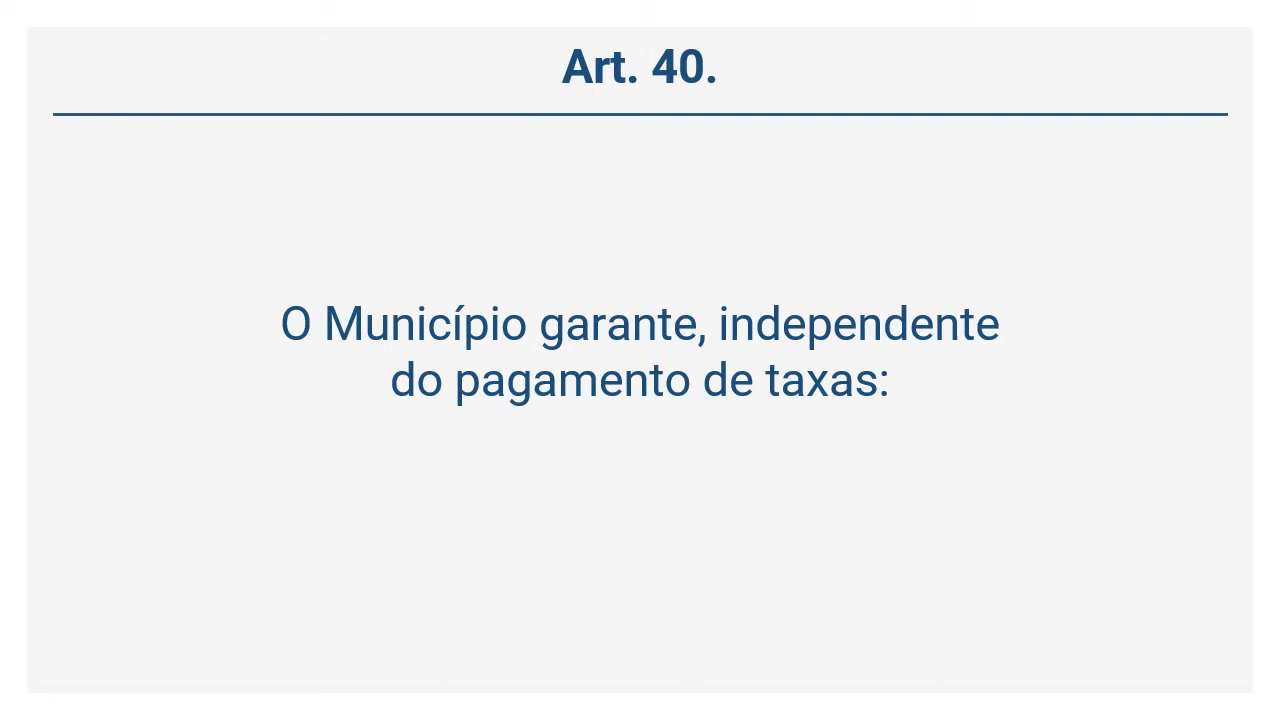 Art. 40.
O Município garante, independente
do pagamento de taxas: